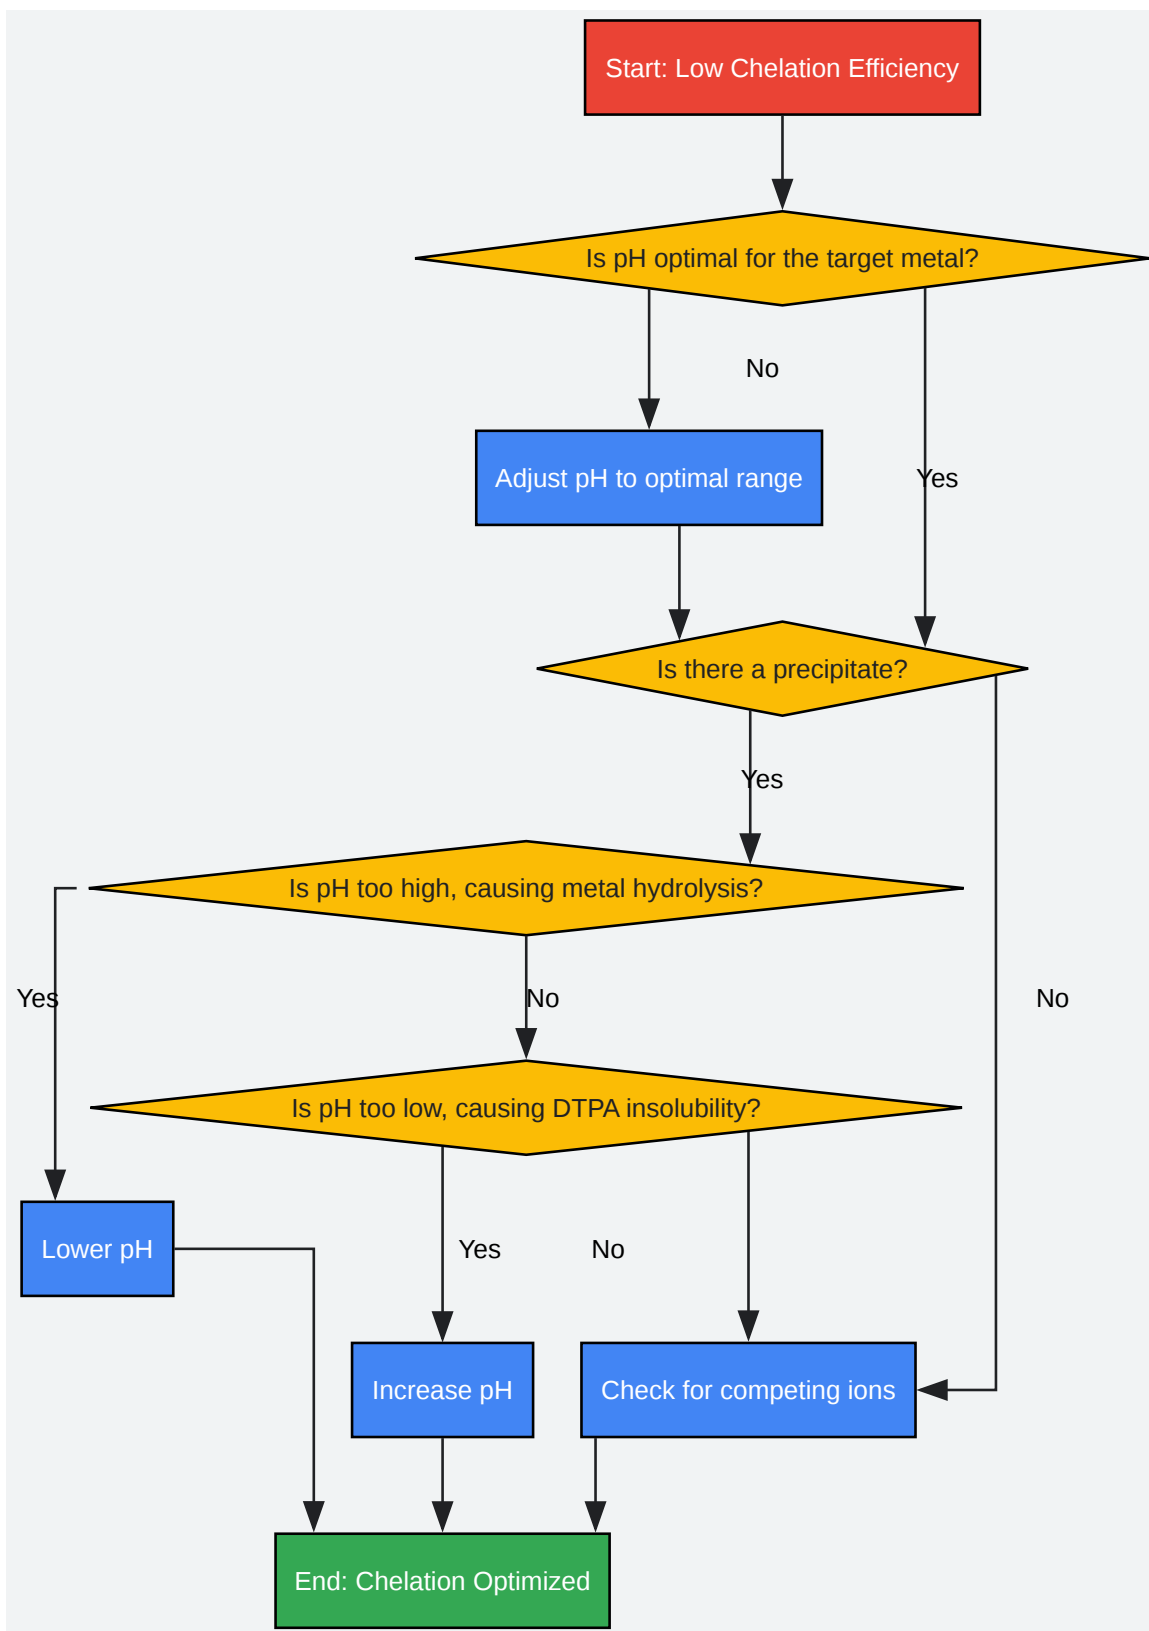 Start: Low Chelation Efficiency
Is pH optimal for the target metal?
No
Adjust pH to optimal range
Yes
Is there a precipitate?
Yes
Is pH too high, causing metal hydrolysis?
Yes
No
No
Is pH too low, causing DTPA insolubility?
Lower pH
Yes
No
Increase pH
Check for competing ions
End: Chelation Optimized